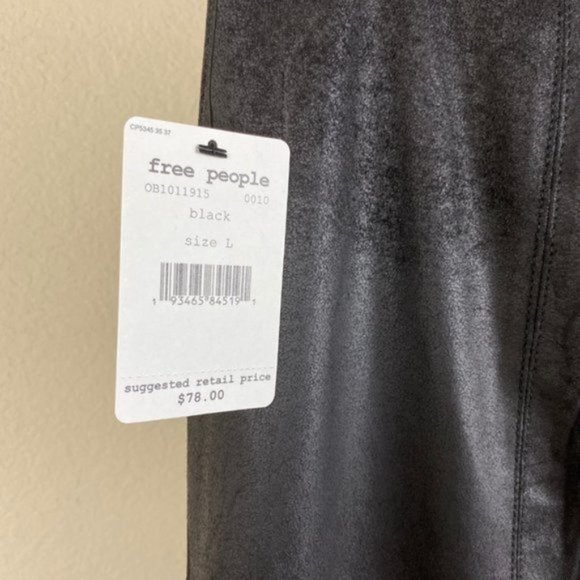 CP5345 35 37
free people
OB1011915 0010
black
size L
1 93465 84519 1
suggested retail price
$78.00